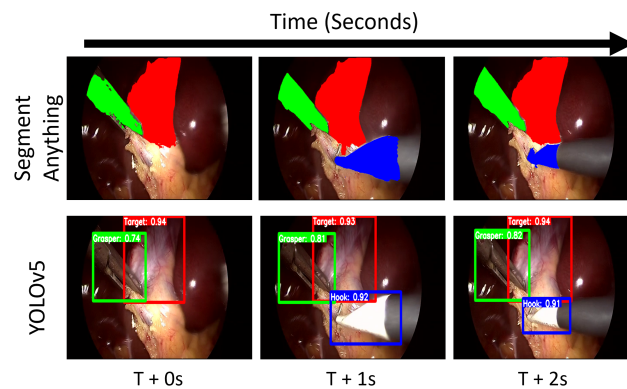 Time (Seconds)
Segment
Anything
YOLOv5
Target: 0.94
Grasper: 0.74
Target: 0.93
Grasper: 0.81
Hook: 0.92
Target: 0.94
Grasper: 0.82
Hook: 0.91
T + 0s
T + 1s
T + 2s